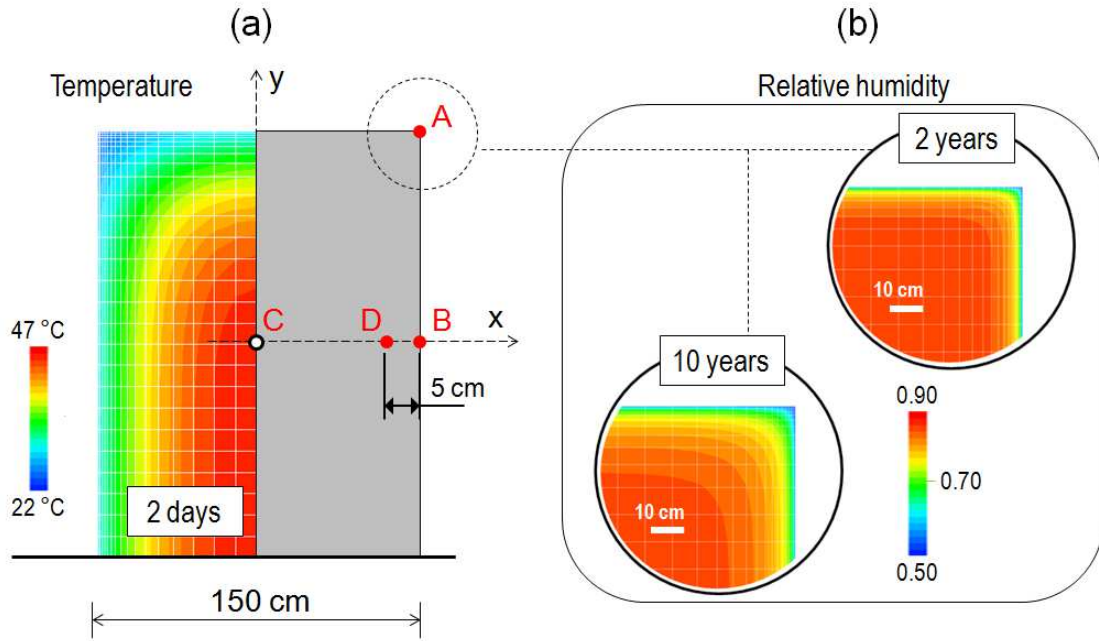 (a)
(b)
Temperature
y
Relative humidity
A
2 years
10 cm
C
D
B
x
47 °C
5 cm
10 years
22 °C
2 days
10 cm
0.90
0.70
0.50
150 cm